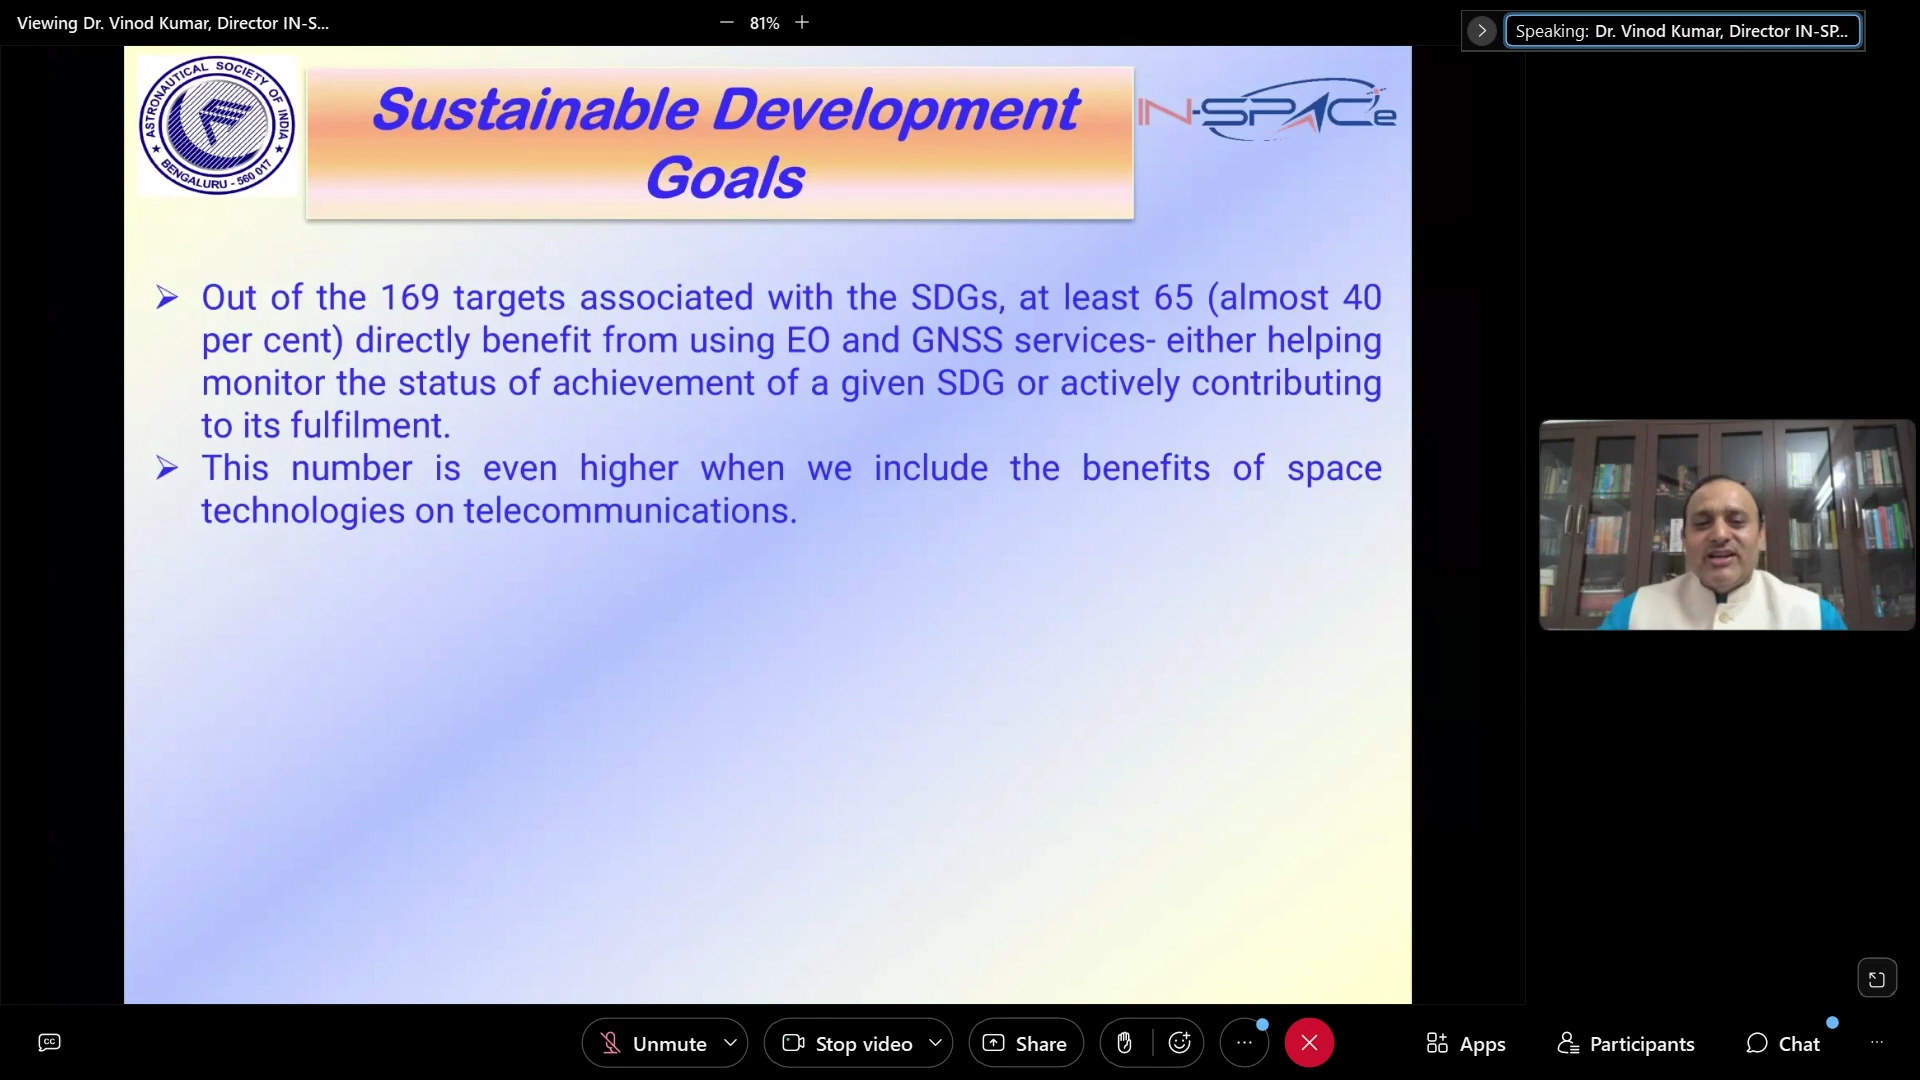 Viewing Dr. Vinod Kumar, Director IN-S...
81%
Speaking: Dr. Vinod Kumar, Director IN-SP...
ASTRONAUTICAL SOCIETY OF INDIA
BENGALURU - 560 017
Sustainable Development
Goals
IN-SPACe
Out of the 169 targets associated with the SDGs, at least 65 (almost 40
per cent) directly benefit from using EO and GNSS services- either helping
monitor the status of achievement of a given SDG or actively contributing
to its fulfilment.
This number is even higher when we include the benefits of space
technologies on telecommunications.
CC
Unmute
Stop video
Share
Apps
Participants
Chat